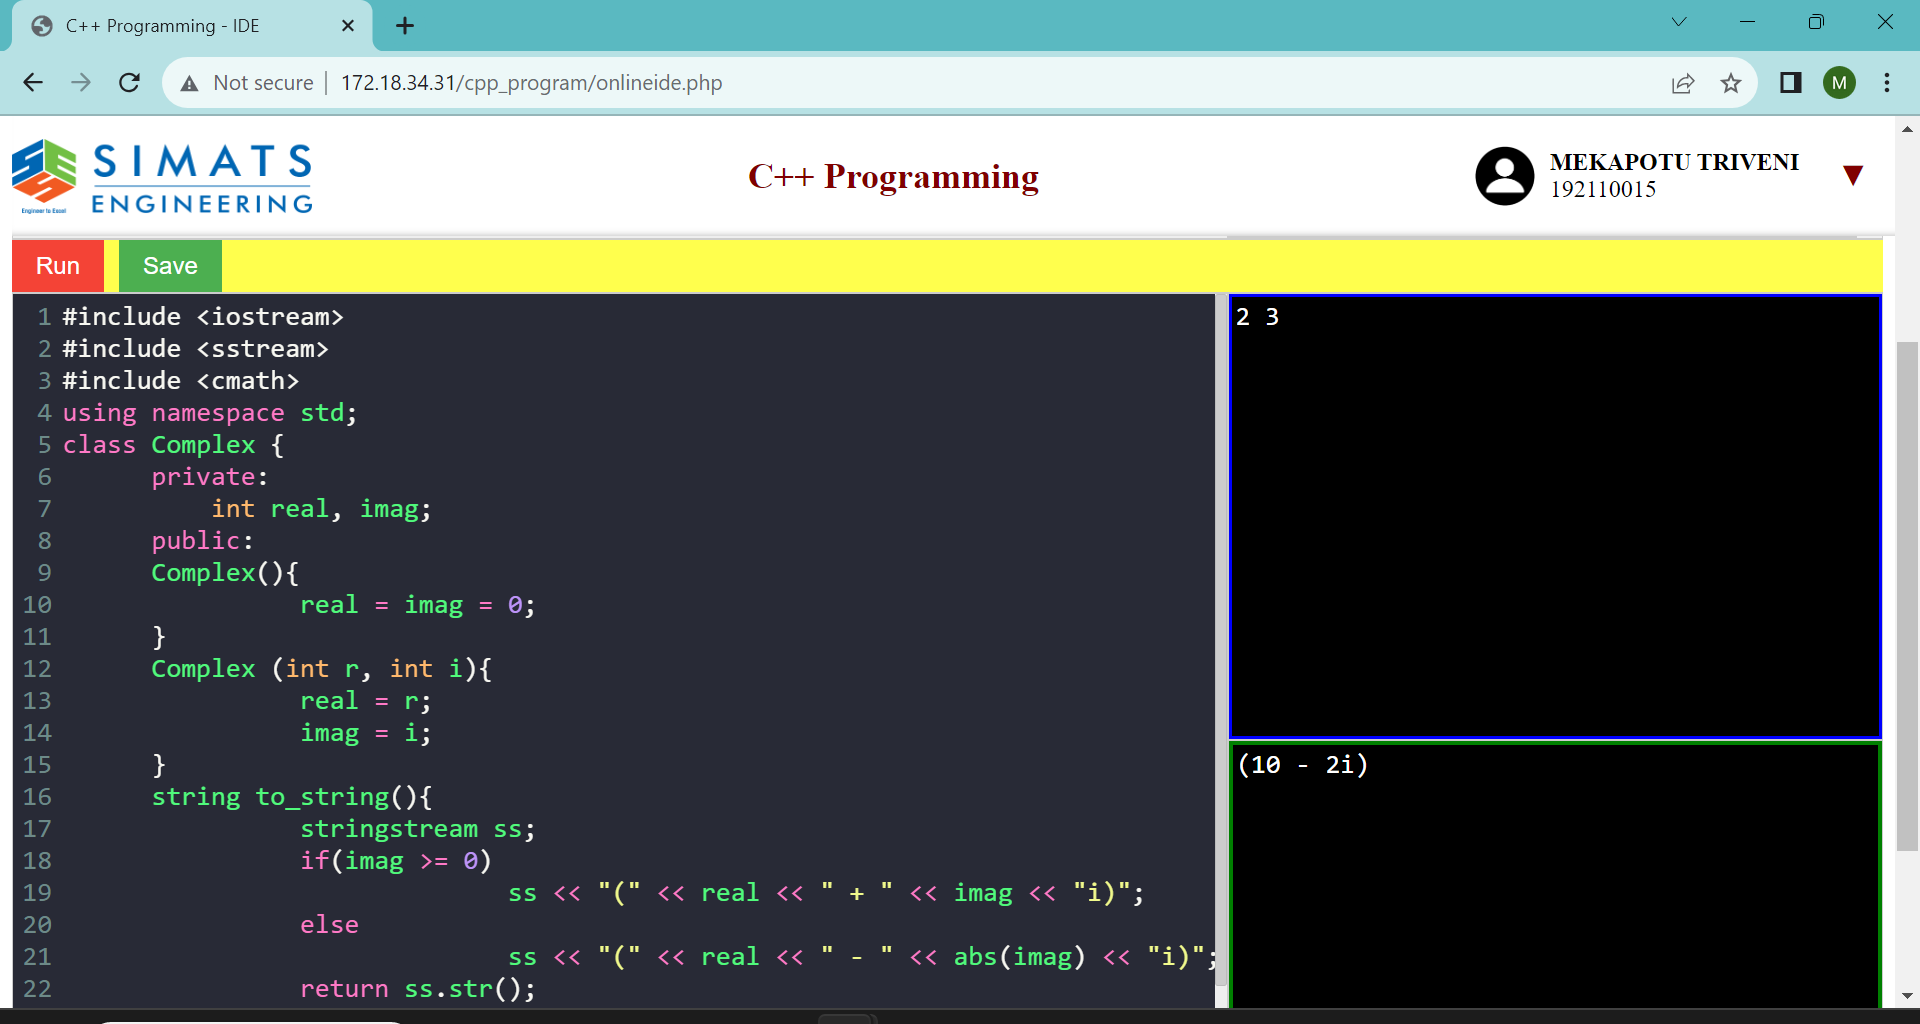 C++ Programming - IDE
Not secure | 172.18.34.31/cpp_program/onlineide.php
M
SIMATS
ENGINEERING
Engineer to Excel
C++ Programming
MEKAPOTU TRIVENI
192110015
Run Save
1 #include <iostream>
2 #include <sstream>
3 #include <cmath>
4 using namespace std;
5 class Complex {
6 private:
7 int real, imag;
8 public:
9 Complex(){
10 real = imag = 0;
11 }
12 Complex (int r, int i){
13 real = r;
14 imag = i;
15 }
16 string to_string(){
17 stringstream ss;
18 if(imag >= 0)
19 ss << "(" << real << " + " << imag << "i)";
20 else
21 ss << "(" << real << " - " << abs(imag) << "i)";
22 return ss.str();
2 3
(10 - 2i)